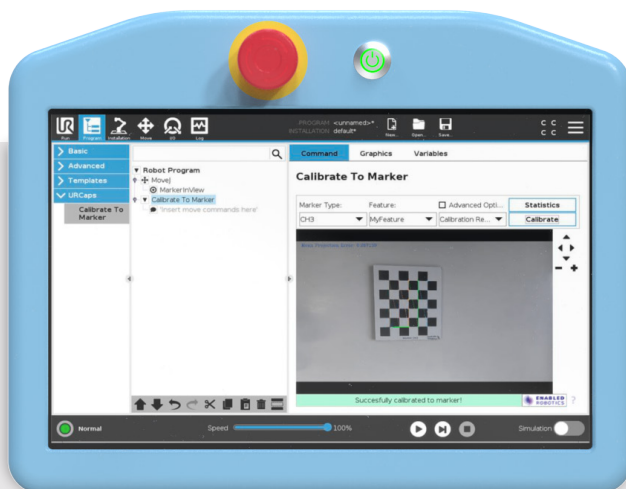 UR
PROGRAM <unnamed>*
INSTALLATION default*
C C
C C
Run Program Installation Move I/O Log New... Open... Save...
Basic
Advanced
Templates
URCaps
Calibrate To
Marker
Robot Program
MoveJ
MarkerInView
Calibrate To Marker
'Insert move commands here'
Command Graphics Variables
Calibrate To Marker
Marker Type: Feature: Advanced Opti... Statistics
CH3 MyFeature Calibration Re... Calibrate
Succesfully calibrated to marker!
ENABLED
ROBOTICS
?
Normal Speed 100% Simulation